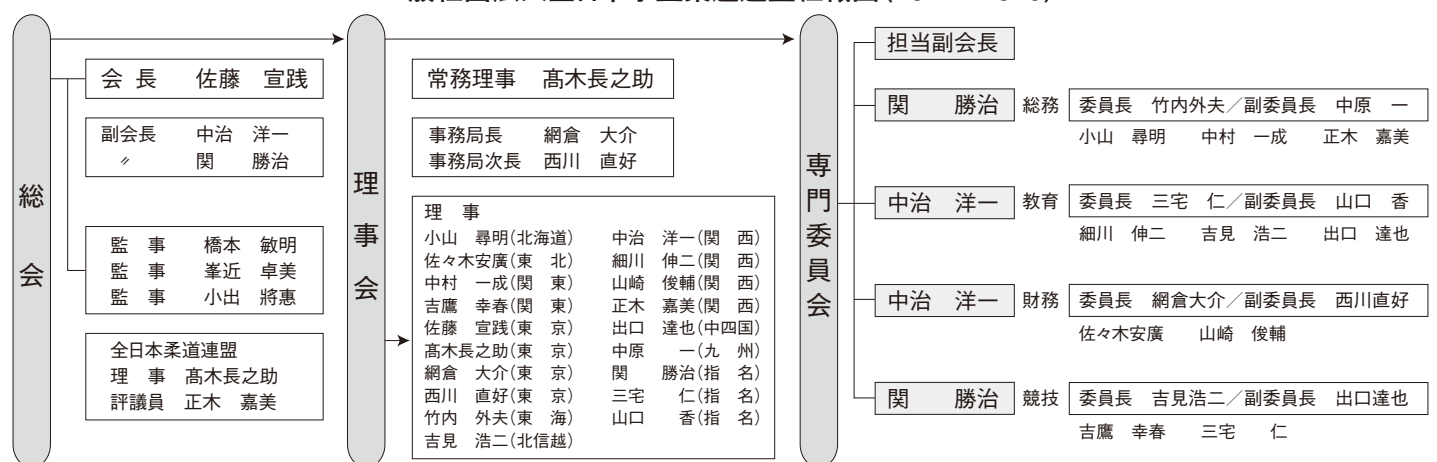 総会
会 長　佐藤　宣践
副会長　中治　洋一
〃　関　　勝治
監　事　橋本　敏明
監　事　峯近　卓美
監　事　小出　將惠
全日本柔道連盟
理　事　髙木長之助
評議員　正木　嘉美
理事会
常務理事　髙木長之助
事務局長　網倉　大介
事務局次長　西川　直好
理　事
小山　尋明(北海道)　中治　洋一(関　西)
佐々木安廣(東　北)　細川　伸二(関　西)
中村　一成(関　東)　山崎　俊輔(関　西)
吉鷹　幸春(関　東)　正木　嘉美(関　西)
佐藤　宣践(東　京)　出口　達也(中四国)
髙木長之助(東　京)　中原　　一(九　州)
網倉　大介(東　京)　関　　勝治(指　名)
西川　直好(東　京)　三宅　　仁(指　名)
竹内　外夫(東　海)　山口　　香(指　名)
吉見　浩二(北信越)
専門委員会
担当副会長
関　　勝治　総務　委員長　竹内外夫／副委員長　中原　一
小山　尋明　中村　一成　正木　嘉美
中治　洋一　教育　委員長　三宅　仁／副委員長　山口　香
細川　伸二　吉見　浩二　出口　達也
中治　洋一　財務　委員長　網倉大介／副委員長　西川直好
佐々木安廣　山崎　俊輔
関　　勝治　競技　委員長　吉見浩二／副委員長　出口達也
吉鷹　幸春　三宅　仁